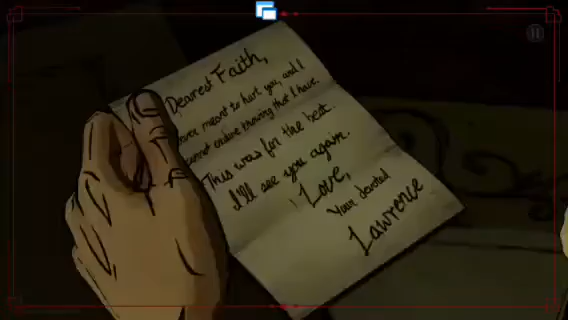 Dearest Faith,
never meant to hurt you, and I
cannot endure knowing that I have.
This was for the best.
I'll see you again.
Love,
Your devoted
Lawrence